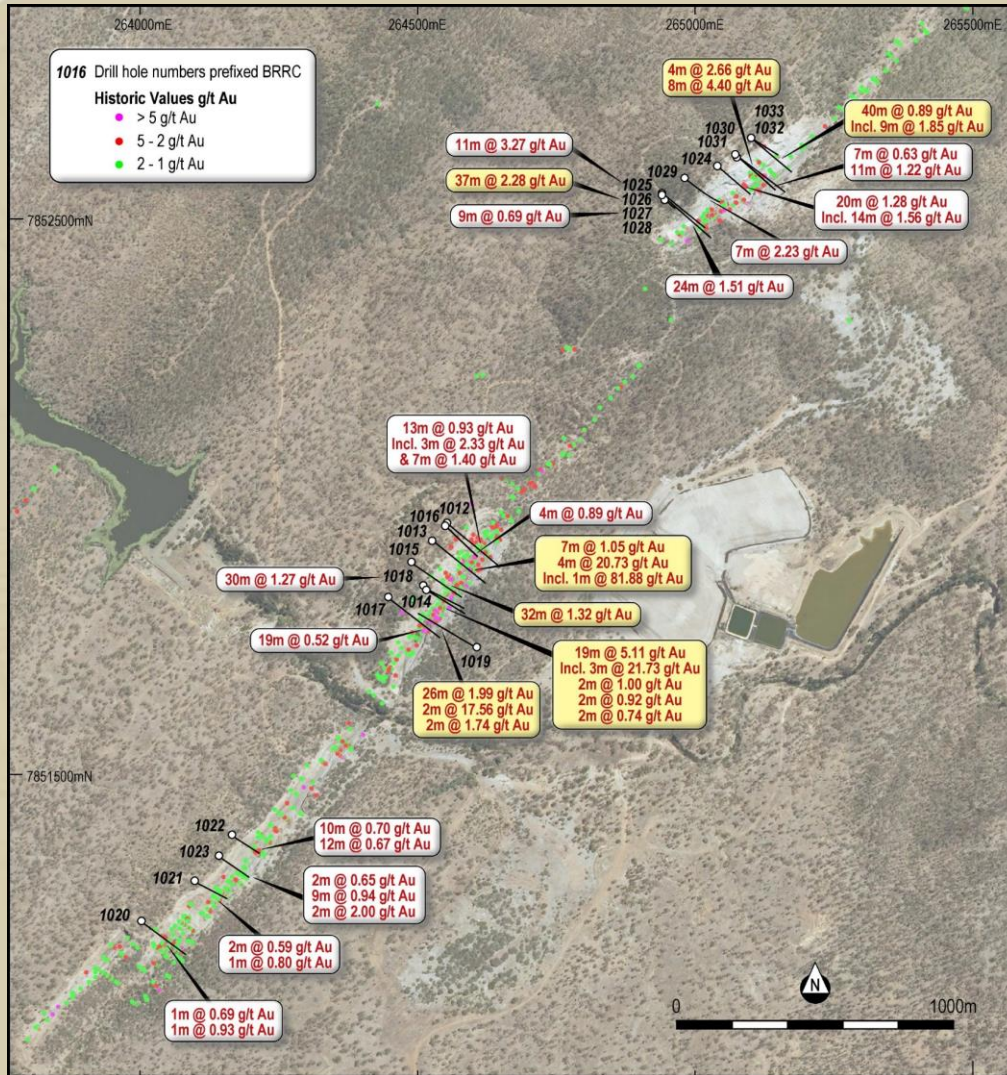 264000mE
264500mE
265000mE
265500mE
1016 Drill hole numbers prefixed BRRC
Historic Values g/t Au
> 5 g/t Au
5 - 2 g/t Au
2 - 1 g/t Au
4m @ 2.66 g/t Au
8m @ 4.40 g/t Au
1033
1032
1030
1031
1024
1029
40m @ 0.89 g/t Au
Incl. 9m @ 1.85 g/t Au
11m @ 3.27 g/t Au
7m @ 0.63 g/t Au
11m @ 1.22 g/t Au
37m @ 2.28 g/t Au
1025
1026
1027
1028
9m @ 0.69 g/t Au
20m @ 1.28 g/t Au
Incl. 14m @ 1.56 g/t Au
7852500mN
7m @ 2.23 g/t Au
24m @ 1.51 g/t Au
13m @ 0.93 g/t Au
Incl. 3m @ 2.33 g/t Au
& 7m @ 1.40 g/t Au
1012
1016
1013
1015
1018
1014
1017
1019
4m @ 0.89 g/t Au
7m @ 1.05 g/t Au
4m @ 20.73 g/t Au
Incl. 1m @ 81.88 g/t Au
30m @ 1.27 g/t Au
32m @ 1.32 g/t Au
19m @ 0.52 g/t Au
19m @ 5.11 g/t Au
Incl. 3m @ 21.73 g/t Au
2m @ 1.00 g/t Au
2m @ 0.92 g/t Au
2m @ 0.74 g/t Au
26m @ 1.99 g/t Au
2m @ 17.56 g/t Au
2m @ 1.74 g/t Au
7851500mN
1022
1023
1021
1020
10m @ 0.70 g/t Au
12m @ 0.67 g/t Au
2m @ 0.65 g/t Au
9m @ 0.94 g/t Au
2m @ 2.00 g/t Au
2m @ 0.59 g/t Au
1m @ 0.80 g/t Au
1m @ 0.69 g/t Au
1m @ 0.93 g/t Au
N
0
1000m